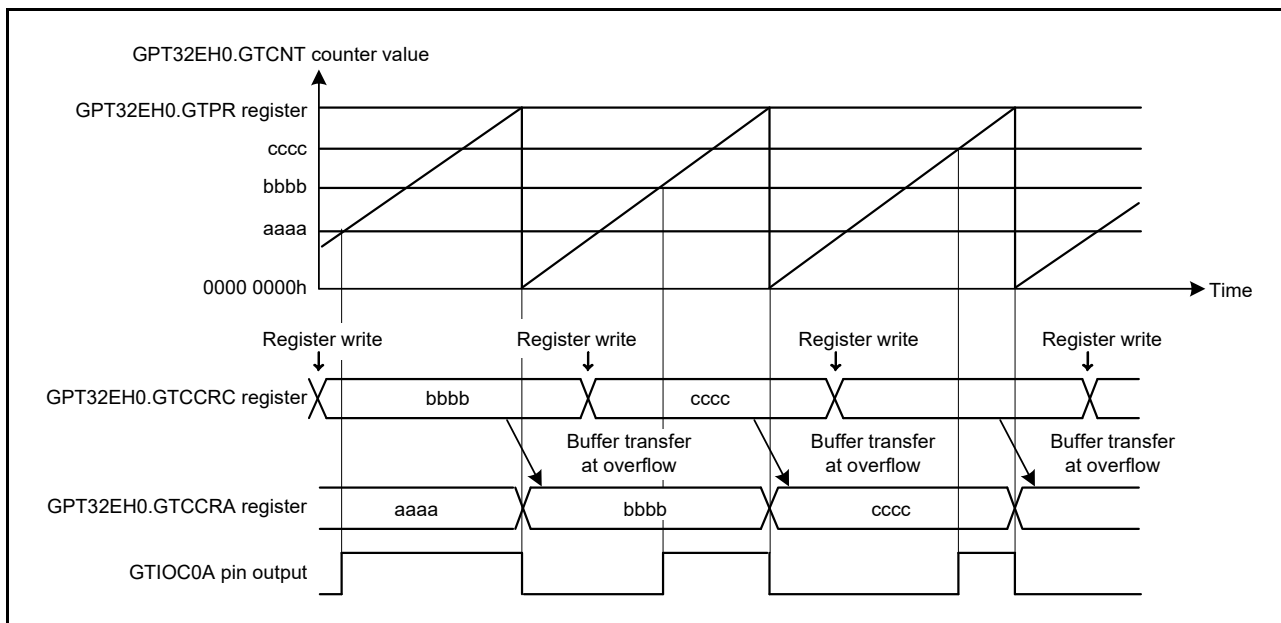 GPT32EH0.GTCNT counter value
GPT32EH0.GTPR register
cccc
bbbb
aaaa
0000 0000h
Time
Register write
Register write
Register write
Register write
GPT32EH0.GTCCRC register
bbbb
cccc
Buffer transfer
at overflow
Buffer transfer
at overflow
Buffer transfer
at overflow
GPT32EH0.GTCCRA register
aaaa
bbbb
cccc
GTIOC0A pin output